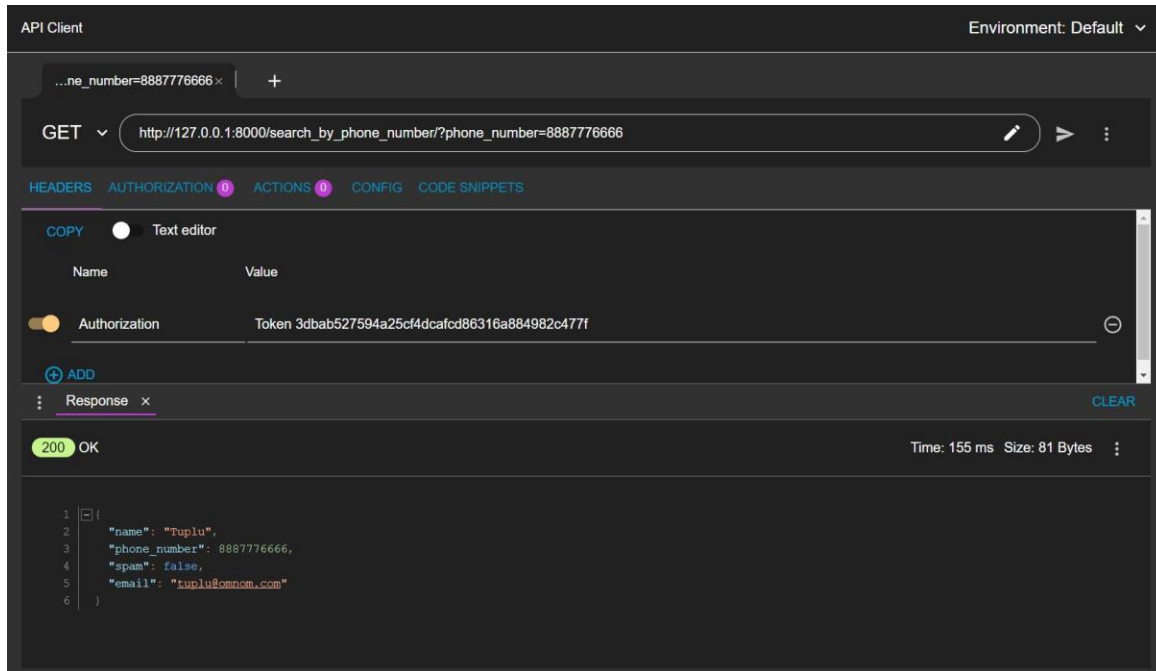 API Client Environment: Default
...ne_number=8887776666 × +
GET http://127.0.0.1:8000/search_by_phone_number/?phone_number=8887776666
HEADERS AUTHORIZATION 0 ACTIONS 0 CONFIG CODE SNIPPETS
COPY Text editor
Name Value
Authorization Token 3dbab527594a25cf4dcafcd86316a884982c477f
ADD
Response × CLEAR
200 OK Time: 155 ms Size: 81 Bytes
1 {
2 "name": "Tuplu",
3 "phone_number": 8887776666,
4 "spam": false,
5 "email": "tuplu@omnom.com"
6 }